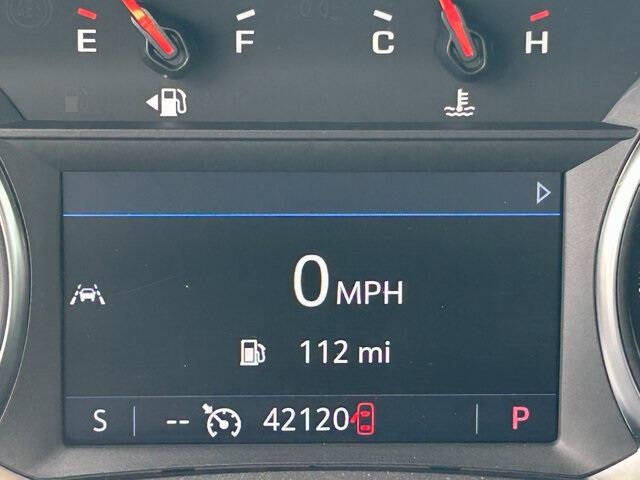 E F C H
0 MPH
112 mi
S -- 42120 P